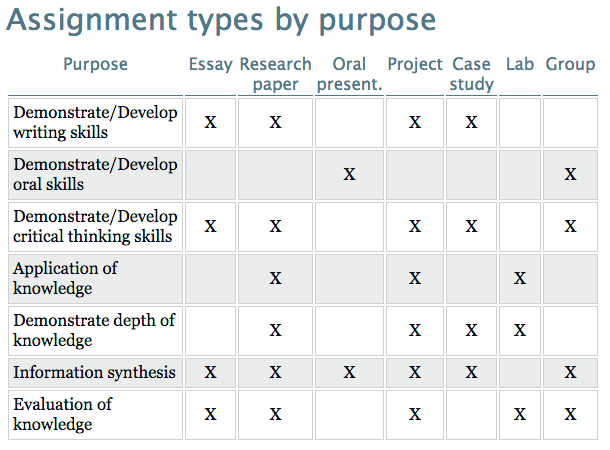 Assignment types by purpose
Purpose Essay Research paper Oral present. Project Case study Lab Group
Demonstrate/Develop writing skills X X X X
Demonstrate/Develop oral skills X X
Demonstrate/Develop critical thinking skills X X X X X
Application of knowledge X X X
Demonstrate depth of knowledge X X X X
Information synthesis X X X X X X
Evaluation of knowledge X X X X X